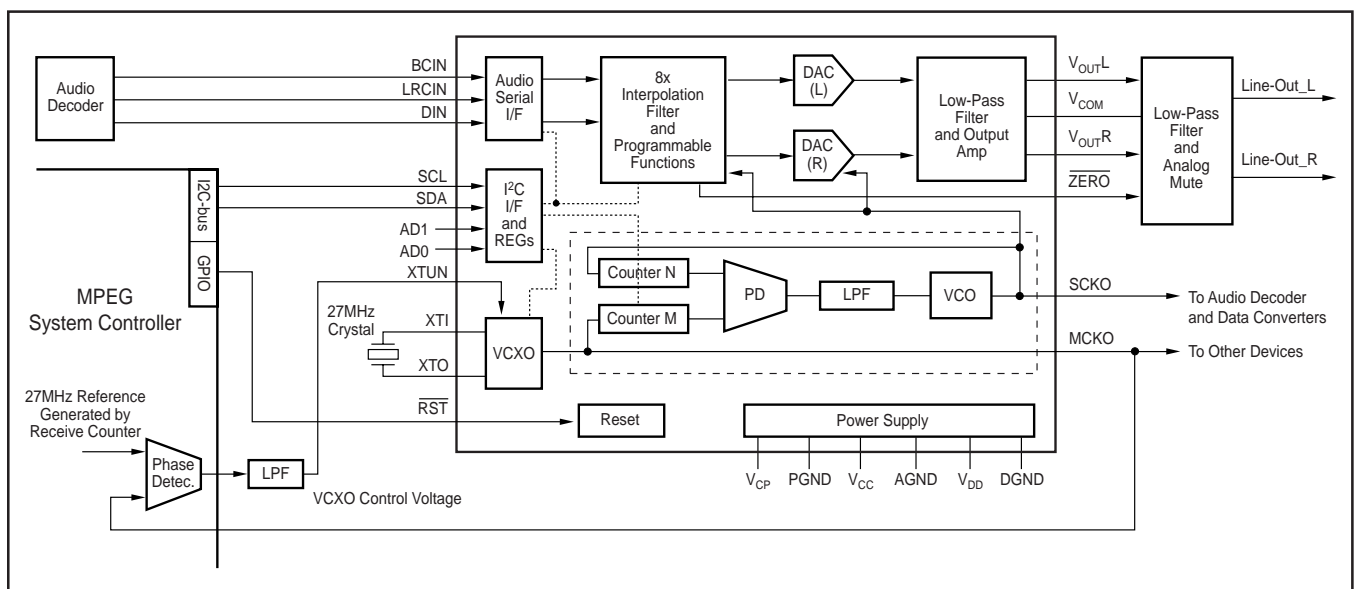 Audio
Decoder
BCIN
LRCIN
DIN
Audio
Serial
I/F
8x
Interpolation
Filter
and
Programmable
Functions
DAC
(L)
DAC
(R)
Low-Pass
Filter
and Output
Amp
VOUTL
VCOM
VOUTR
ZERO
Low-Pass
Filter
and
Analog
Mute
Line-Out_L
Line-Out_R
I2C-bus
GPIO
SCL
SDA
AD1
AD0
XTUN
I²C
I/F
and
REGs
MPEG
System Controller
27MHz
Crystal
XTI
XTO
VCXO
Counter N
Counter M
PD
LPF
VCO
SCKO
MCKO
To Audio Decoder
and Data Converters
To Other Devices
RST
Reset
Power Supply
VCP
PGND
VCC
AGND
VDD
DGND
27MHz Reference
Generated by
Receive Counter
Phase
Detec.
LPF
VCXO Control Voltage